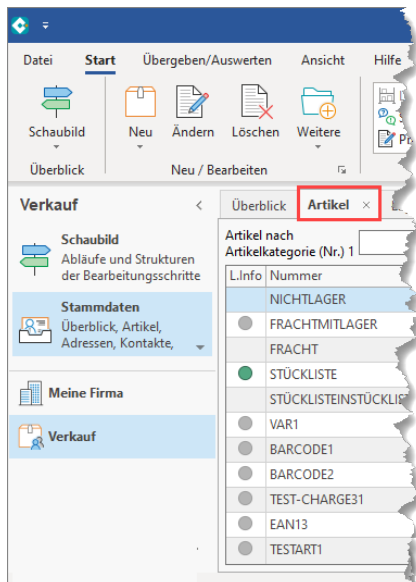 Datei Start Übergeben/Auswerten Ansicht Hilfe
Schaubild Neu Ändern Löschen Weitere
Überblick Neu / Bearbeiten
Verkauf
Überblick Artikel
Schaubild
Abläufe und Strukturen
der Bearbeitungsschritte
Stammdaten
Überblick, Artikel,
Adressen, Kontakte,
Meine Firma
Verkauf
Artikel nach
Artikelkategorie (Nr.) 1
L.Info Nummer
NICHTLAGER
FRACHTMITLAGER
FRACHT
STÜCKLISTE
STÜCKLISTEINSTÜCKLIS
VAR1
BARCODE1
BARCODE2
TEST-CHARGE31
EAN13
TESTART1